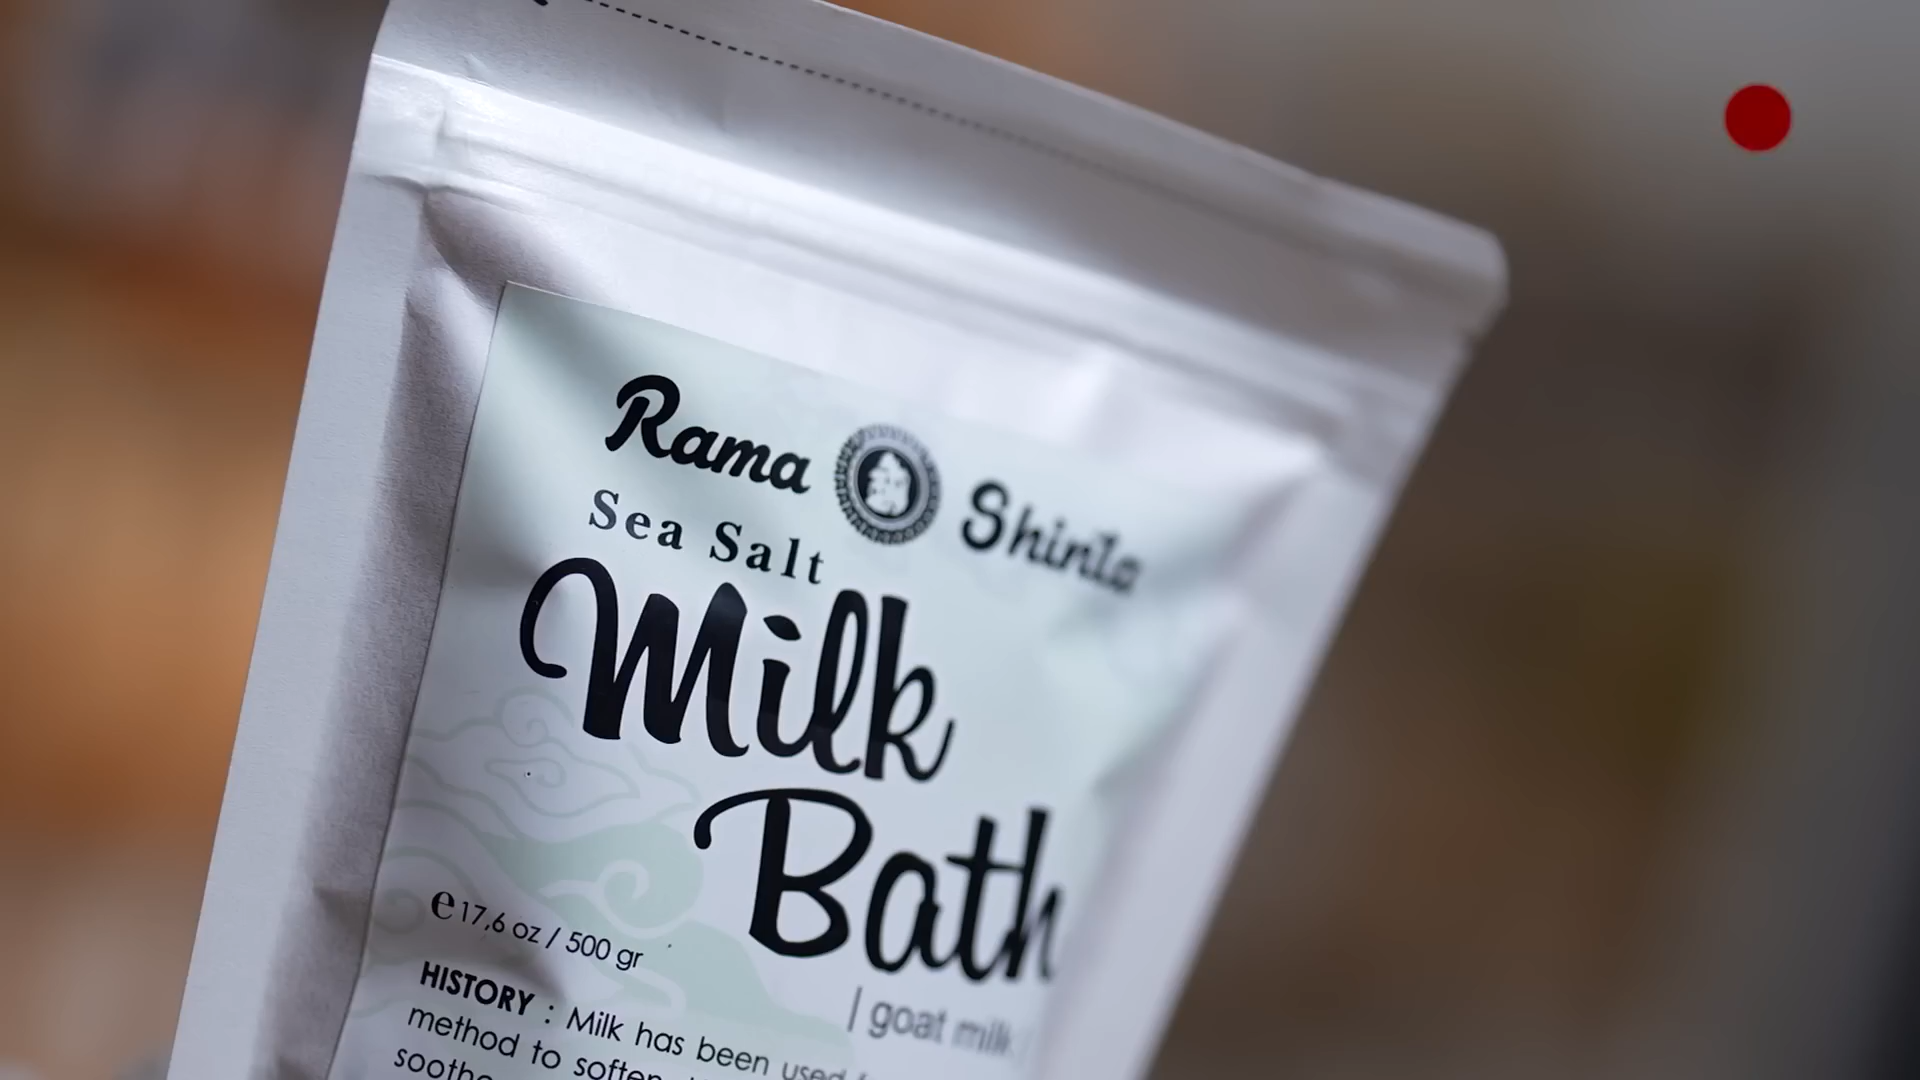 Rama Shinta
Sea Salt
Milk
Bath
e 17,6 oz / 500 gr
| goat milk
HISTORY : Milk has been used
method to soften